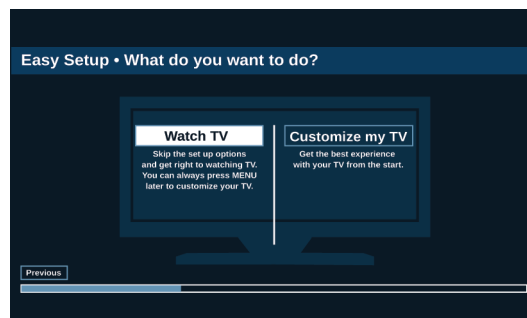 Easy Setup • What do you want to do?
Watch TV
Skip the set up options
and get right to watching TV.
You can always press MENU
later to customize your TV.
Customize my TV
Get the best experience
with your TV from the start.
Previous